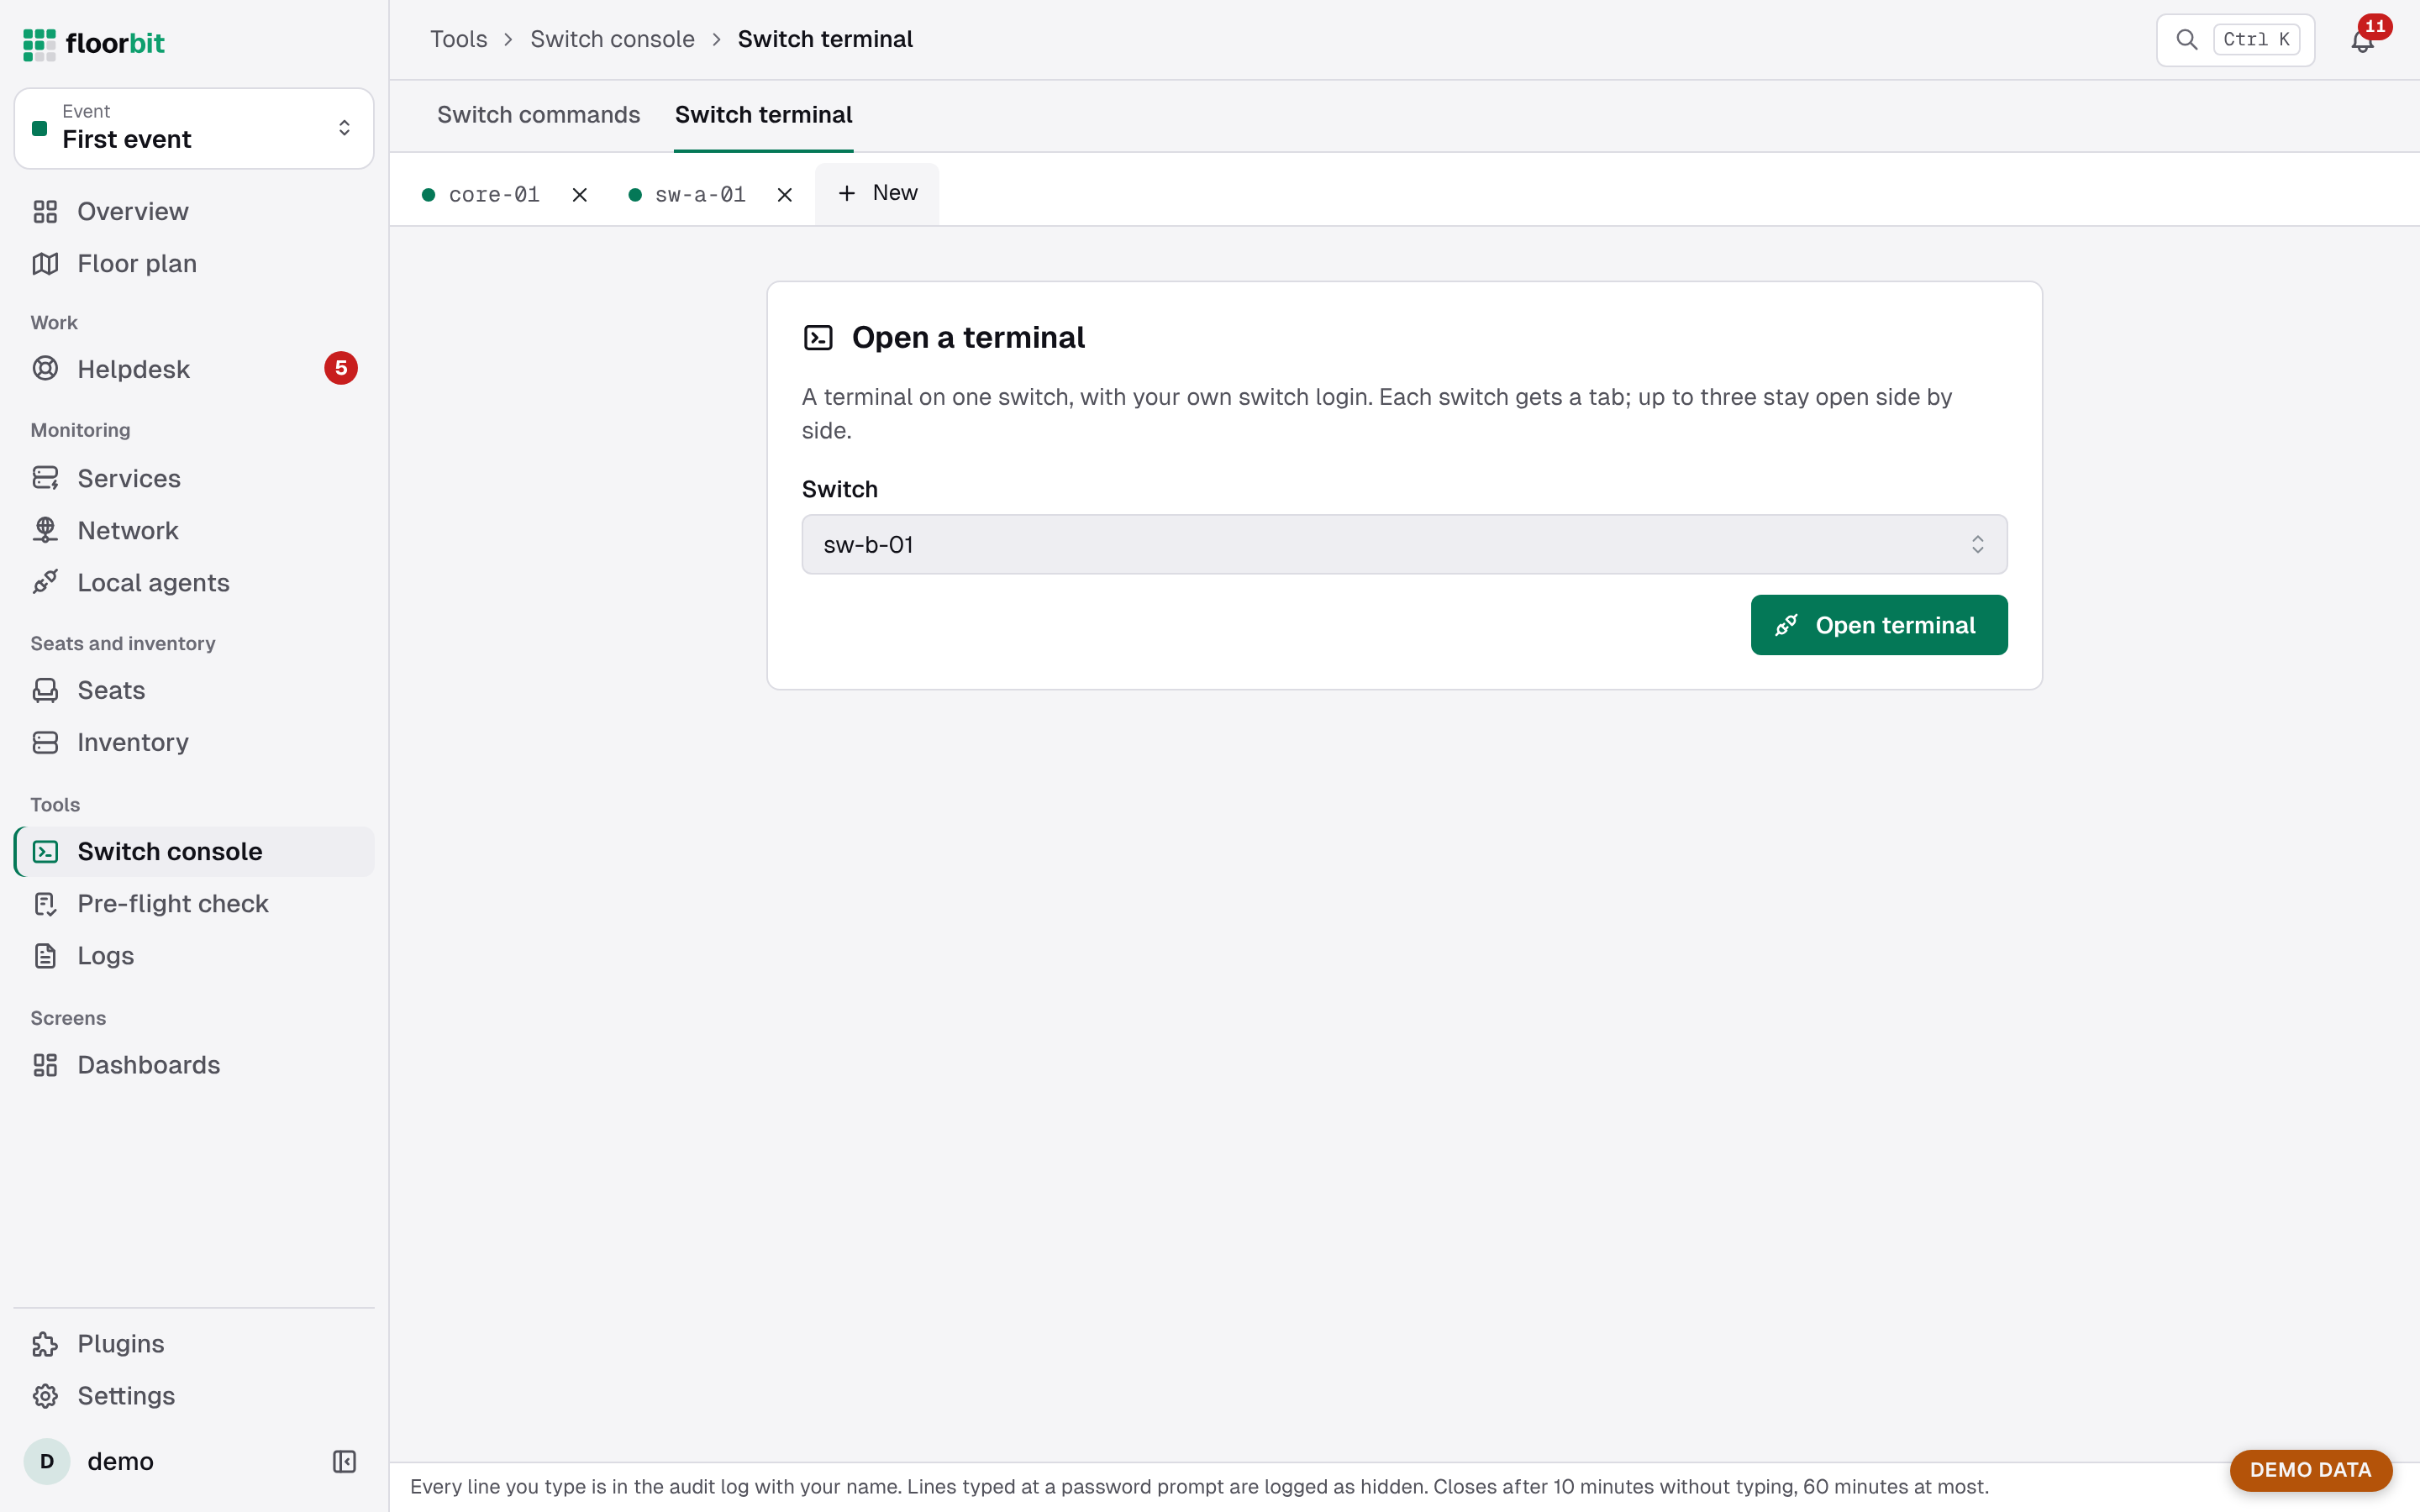 floorbit
Event
First event
Overview
Floor plan
Work
Helpdesk
5
Monitoring
Services
Network
Local agents
Seats and inventory
Seats
Inventory
Tools
Switch console
Pre-flight check
Logs
Screens
Dashboards
Plugins
Settings
D demo
Tools > Switch console > Switch terminal
Ctrl K
11
Switch commands
Switch terminal
core-01
sw-a-01
+ New
Open a terminal
A terminal on one switch, with your own switch login. Each switch gets a tab; up to three stay open side by
side.
Switch
sw-b-01
Open terminal
Every line you type is in the audit log with your name. Lines typed at a password prompt are logged as hidden. Closes after 10 minutes without typing, 60 minutes at most.
DEMO DATA